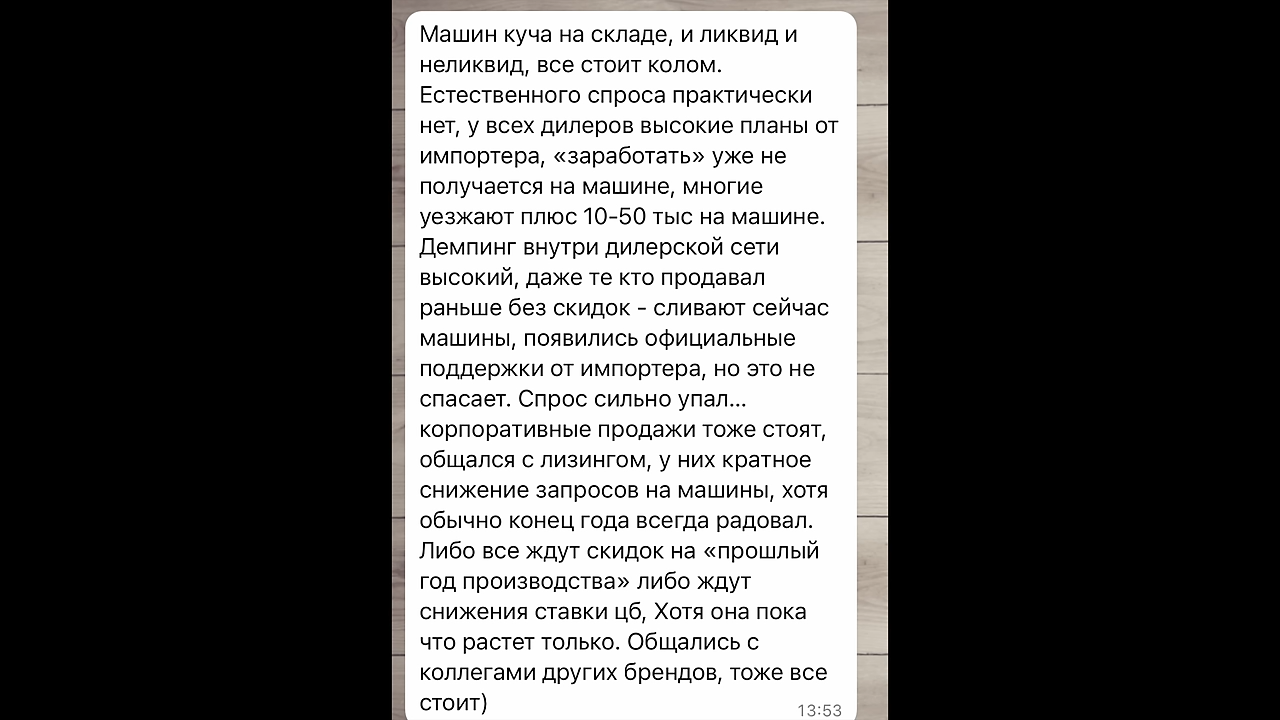 Машин куча на складе, и ликвид и
неликвид, все стоит колом.
Естественного спроса практически
нет, у всех дилеров высокие планы от
импортера, «заработать» уже не
получается на машине, многие
уезжают плюс 10-50 тыс на машине.
Демпинг внутри дилерской сети
высокий, даже те кто продавал
раньше без скидок - сливают сейчас
машины, появились официальные
поддержки от импортера, но это не
спасает. Спрос сильно упал...
корпоративные продажи тоже стоят,
общался с лизингом, у них кратное
снижение запросов на машины, хотя
обычно конец года всегда радовал.
Либо все ждут скидок на «прошлый
год производства» либо ждут
снижения ставки цб, Хотя она пока
что растет только. Общались с
коллегами других брендов, тоже все
стоит)
13:53